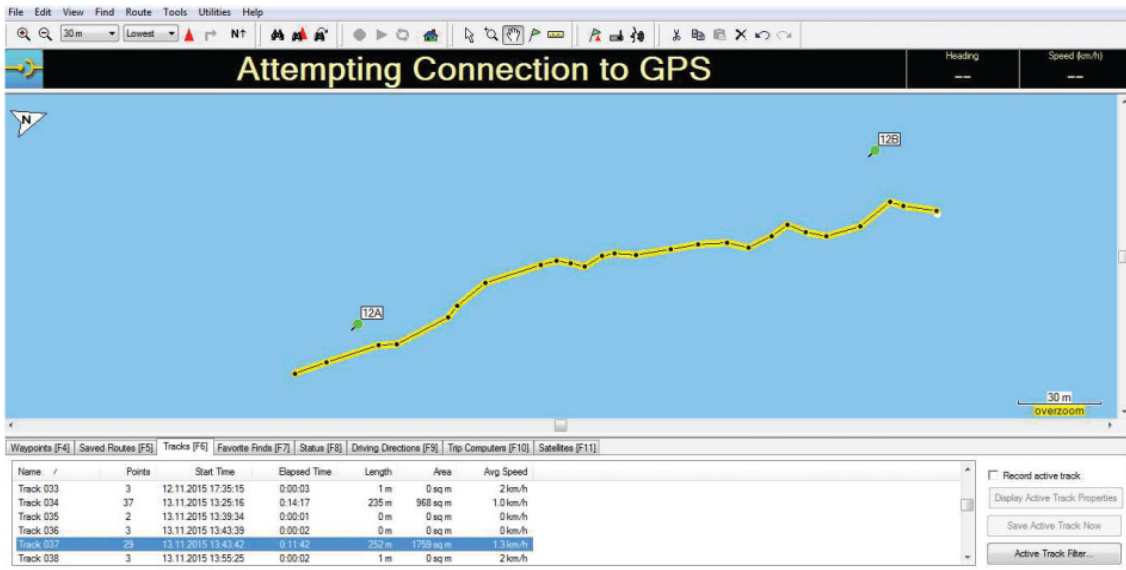 File Edit View Find Route Tools Utilities Help
30 m Lowest N↑
Attempting Connection to GPS
Heading
--
Speed (km/h)
--
N
12B
12A
30 m
overzoom
Waypoints [F4] Saved Routes [F5] Tracks [F6] Favorite Finds [F7] Status [F8] Driving Directions [F9] Trip Computers [F10] Satellites [F11]
Name / Points Start Time Elapsed Time Length Area Avg Speed
Track 033 3 12.11.2015 17:35:15 0:00:03 1 m 0 sq m 2 km/h
Track 034 37 13.11.2015 13:25:16 0:14:17 235 m 968 sq m 1.0 km/h
Track 035 2 13.11.2015 13:39:34 0:00:01 0 m 0 sq m 0 km/h
Track 036 3 13.11.2015 13:43:39 0:00:02 0 m 0 sq m 0 km/h
Track 037 29 13.11.2015 13:43:42 0:11:42 252 m 1759 sq m 1.3 km/h
Track 038 3 13.11.2015 13:55:25 0:00:02 1 m 0 sq m 2 km/h
Record active track
Display Active Track Properties
Save Active Track Now
Active Track Filter...